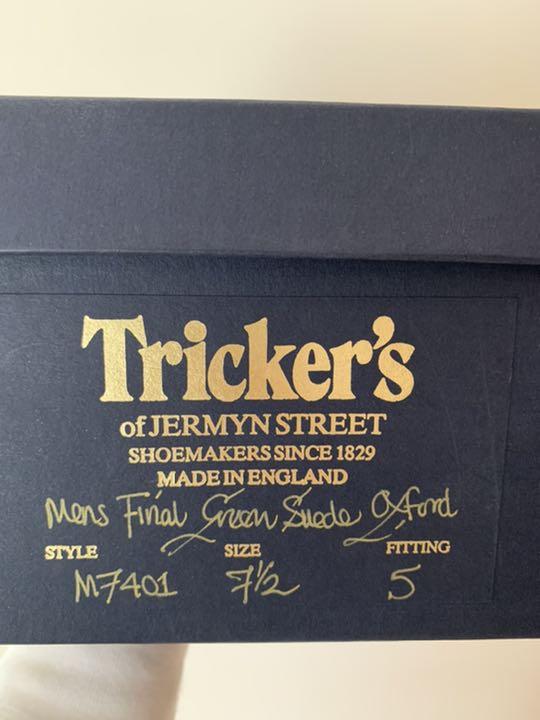 Tricker's
of JERMYN STREET
SHOEMAKERS SINCE 1829
MADE IN ENGLAND
Mens Final Green Suede Oxford
STYLE SIZE FITTING
M7401 7½ 5